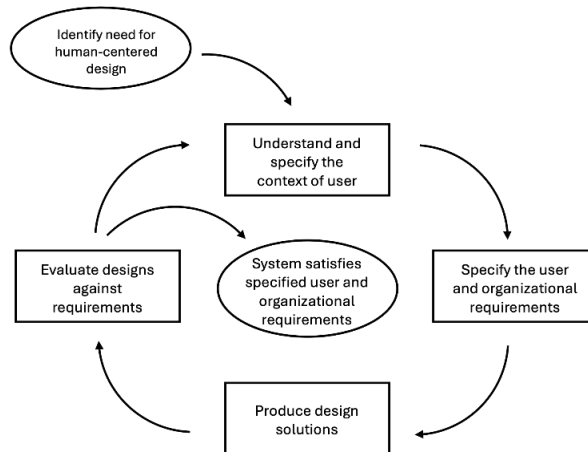 Identify need for
human-centered
design
Understand and
specify the
context of user
Evaluate designs
against
requirements
System satisfies
specified user and
organizational
requirements
Specify the user
and organizational
requirements
Produce design
solutions